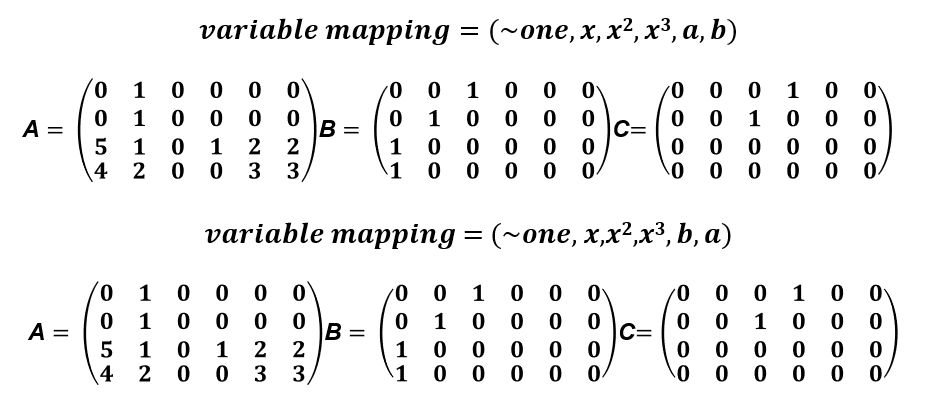 variable mapping = (~one, x, x², x³, a, b)
0 1 0 0 0 0 0 0 1 0 0 0 0 0 0 1 0 0
A = 0 1 0 0 0 0 B = 0 1 0 0 0 0 C= 0 0 1 0 0 0
5 1 0 1 2 2 1 0 0 0 0 0 0 0 0 0 0 0
4 2 0 0 3 3 1 0 0 0 0 0 0 0 0 0 0 0
variable mapping = (~one, x,x²,x³, b, a)
0 1 0 0 0 0 0 0 1 0 0 0 0 0 0 1 0 0
A = 0 1 0 0 0 0 B = 0 1 0 0 0 0 C= 0 0 1 0 0 0
5 1 0 1 2 2 1 0 0 0 0 0 0 0 0 0 0 0
4 2 0 0 3 3 1 0 0 0 0 0 0 0 0 0 0 0